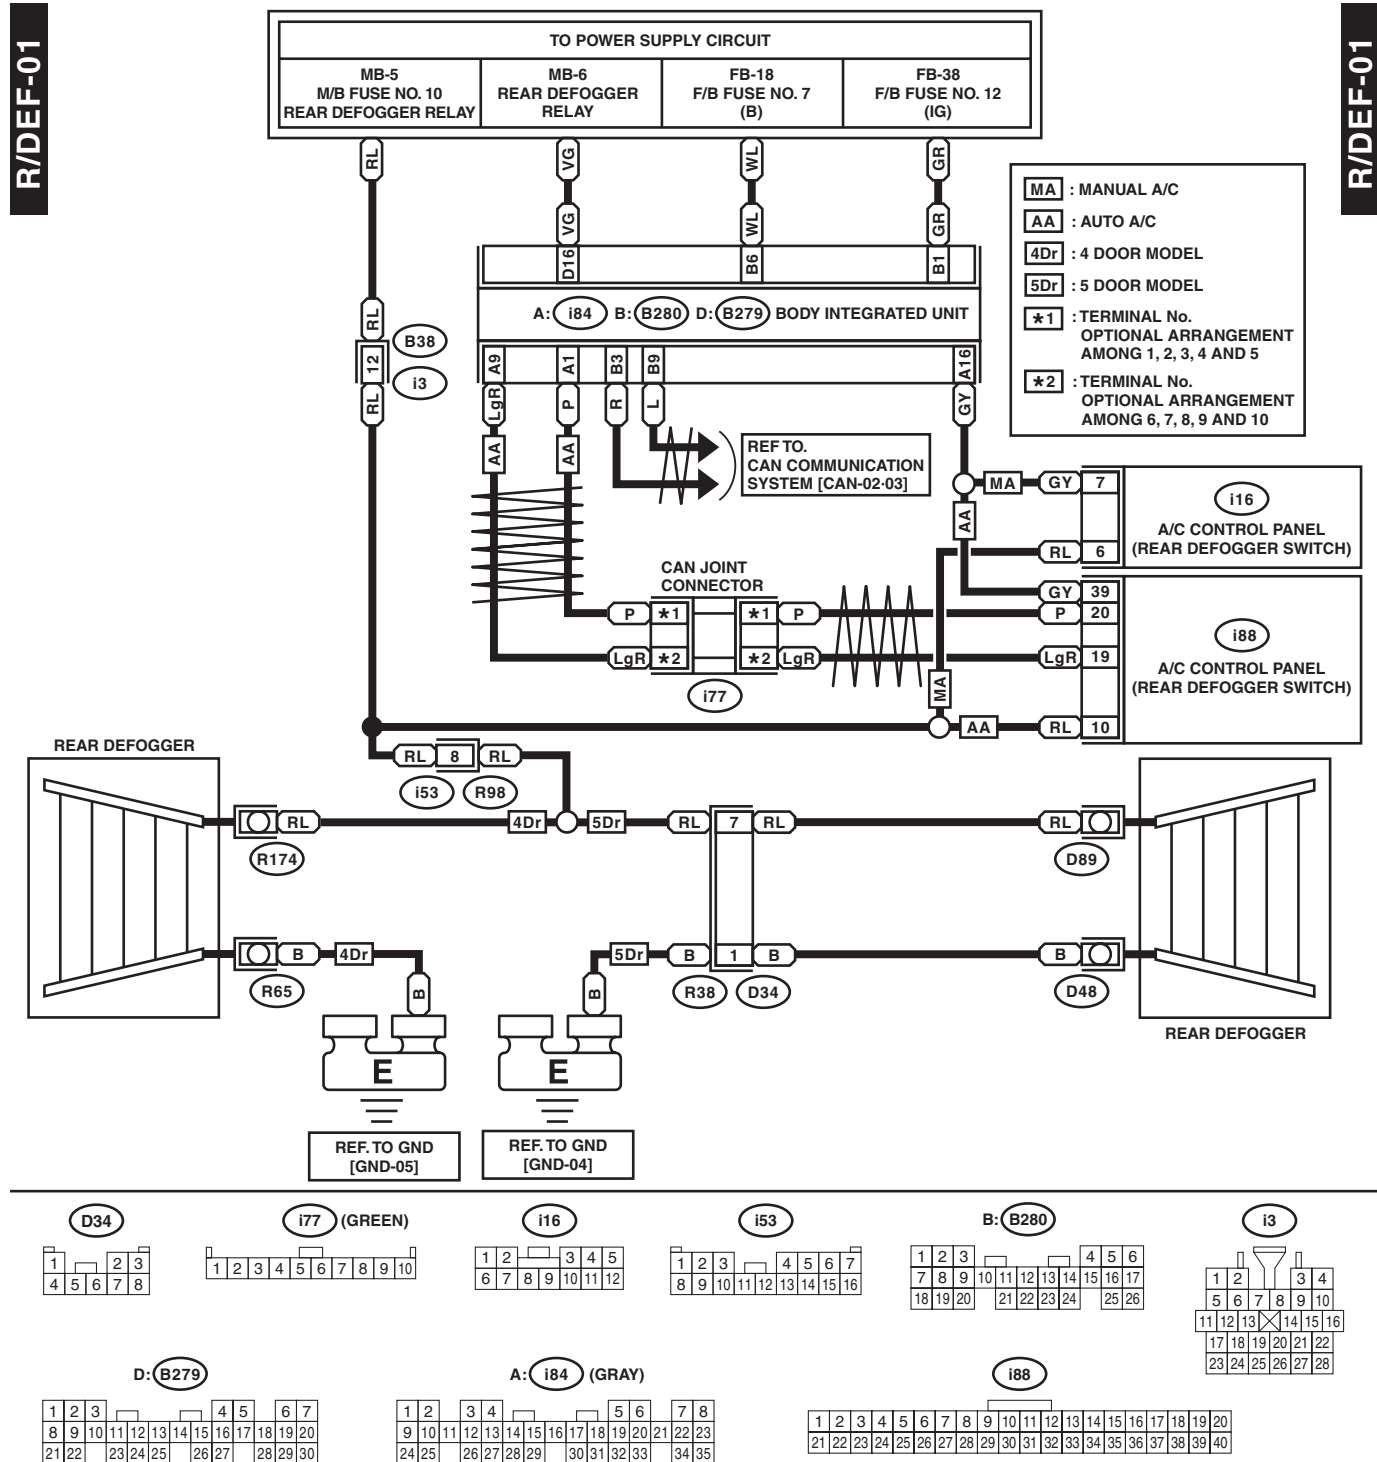 R/DEF-01
R/DEF-01
TO POWER SUPPLY CIRCUIT
MB-5
M/B FUSE NO. 10
REAR DEFOGGER RELAY
MB-6
REAR DEFOGGER
RELAY
FB-18
F/B FUSE NO. 7
(B)
FB-38
F/B FUSE NO. 12
(IG)
RL
VG
WL
GR
VG
WL
GR
D16
B6
B1
MA : MANUAL A/C
AA : AUTO A/C
4Dr : 4 DOOR MODEL
5Dr : 5 DOOR MODEL
*1 : TERMINAL No.
OPTIONAL ARRANGEMENT
AMONG 1, 2, 3, 4 AND 5
*2 : TERMINAL No.
OPTIONAL ARRANGEMENT
AMONG 6, 7, 8, 9 AND 10
A: i84 B: B280 D: B279 BODY INTEGRATED UNIT
RL
12
RL
B38
i3
A9
A1
B3
B9
A16
LgR
P
R
L
GY
AA
AA
REF TO.
CAN COMMUNICATION
SYSTEM [CAN-02·03]
MA GY 7
AA
RL 6
i16
A/C CONTROL PANEL
(REAR DEFOGGER SWITCH)
CAN JOINT
CONNECTOR
GY 39
P *1 *1 P P 20
LgR *2 *2 LgR LgR 19
i77
i88
A/C CONTROL PANEL
(REAR DEFOGGER SWITCH)
MA
AA RL 10
REAR DEFOGGER
RL 8 RL
i53 R98
RL 4Dr 5Dr RL 7 RL RL
R174
D89
B 4Dr 5Dr B 1 B B
R65
R38 D34
D48
B
B
REAR DEFOGGER
E
E
REF. TO GND
[GND-05]
REF. TO GND
[GND-04]
D34
1 2 3
4 5 6 7 8
i77 (GREEN)
1 2 3 4 5 6 7 8 9 10
i16
1 2 3 4 5
6 7 8 9 10 11 12
i53
1 2 3 4 5 6 7
8 9 10 11 12 13 14 15 16
B: B280
1 2 3 4 5 6
7 8 9 10 11 12 13 14 15 16 17
18 19 20 21 22 23 24 25 26
i3
1 2 3 4
5 6 7 8 9 10
11 12 13 14 15 16
17 18 19 20 21 22
23 24 25 26 27 28
D: B279
1 2 3 4 5 6 7
8 9 10 11 12 13 14 15 16 17 18 19 20
21 22 23 24 25 26 27 28 29 30
A: i84 (GRAY)
1 2 3 4 5 6 7 8
9 10 11 12 13 14 15 16 17 18 19 20 21 22 23
24 25 26 27 28 29 30 31 32 33 34 35
i88
1 2 3 4 5 6 7 8 9 10 11 12 13 14 15 16 17 18 19 20
21 22 23 24 25 26 27 28 29 30 31 32 33 34 35 36 37 38 39 40